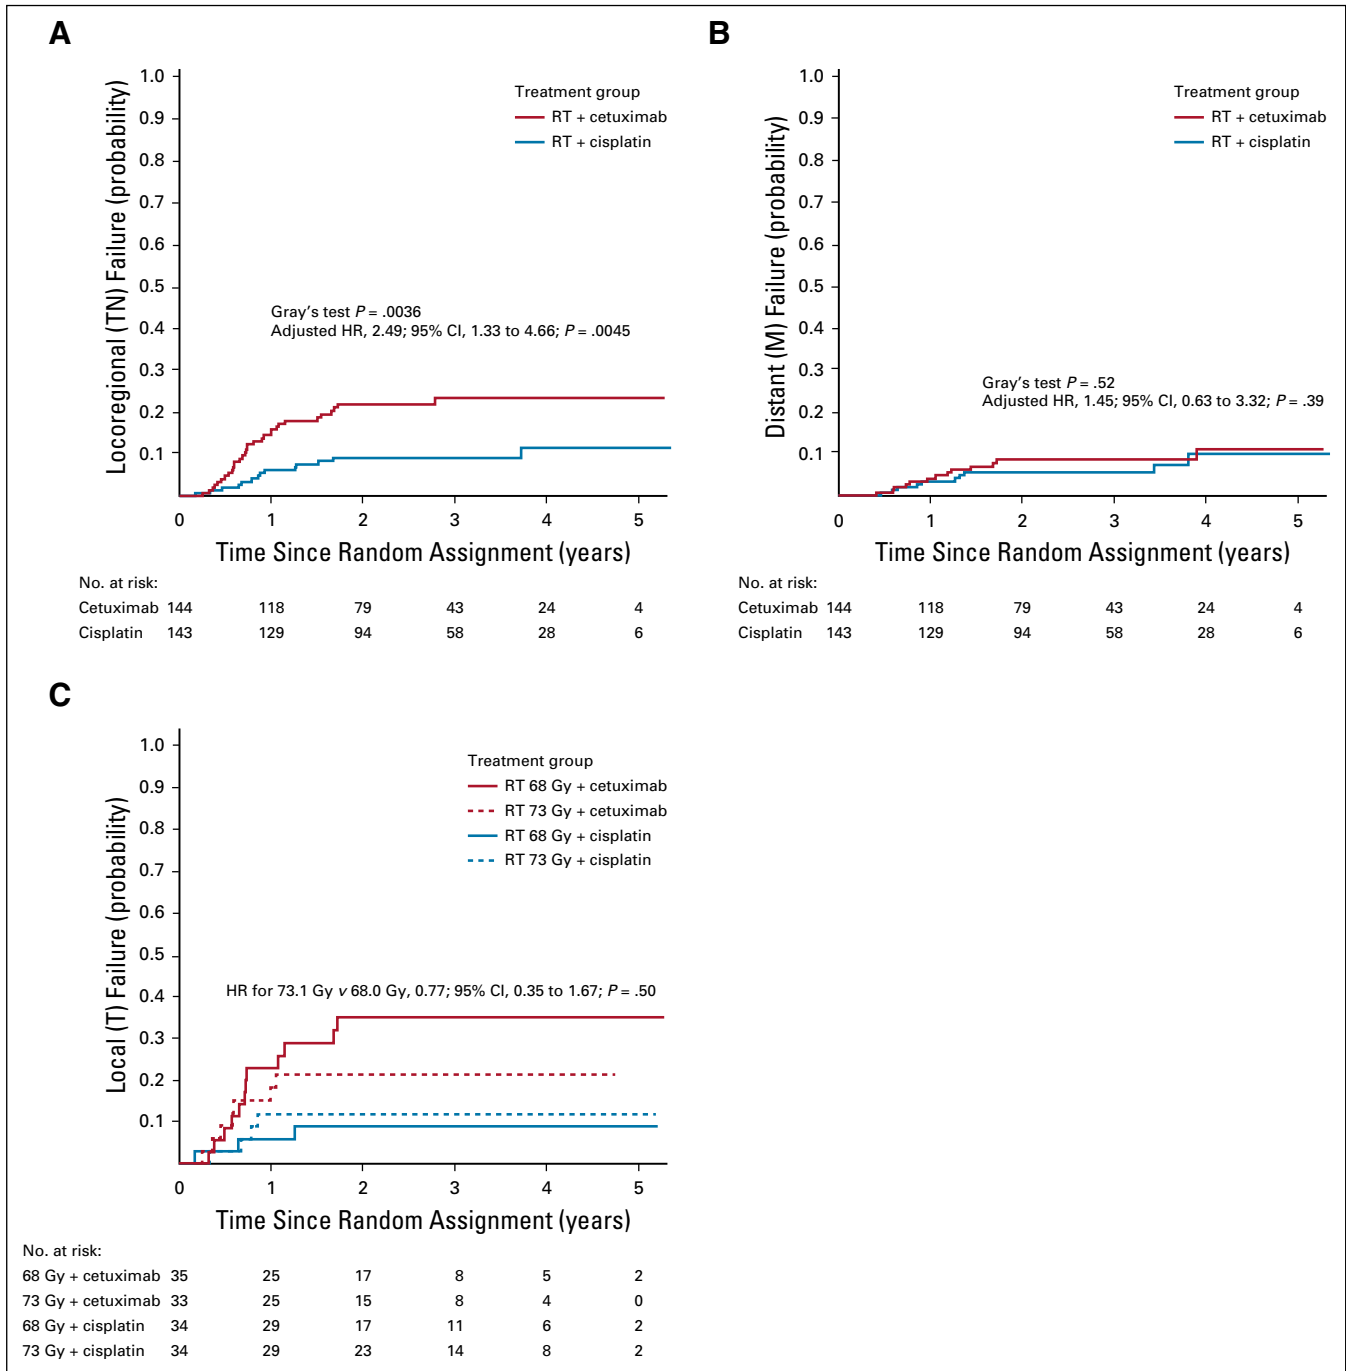 A
Locoregional (TN) Failure (probability)
1.0
0.9
0.8
0.7
0.6
0.5
0.4
0.3
0.2
0.1
Treatment group
RT + cetuximab
RT + cisplatin
Gray's test P = .0036
Adjusted HR, 2.49; 95% CI, 1.33 to 4.66; P = .0045
0 1 2 3 4 5
Time Since Random Assignment (years)
No. at risk:
Cetuximab 144 118 79 43 24 4
Cisplatin 143 129 94 58 28 6
B
Distant (M) Failure (probability)
1.0
0.9
0.8
0.7
0.6
0.5
0.4
0.3
0.2
0.1
Treatment group
RT + cetuximab
RT + cisplatin
Gray's test P = .52
Adjusted HR, 1.45; 95% CI, 0.63 to 3.32; P = .39
0 1 2 3 4 5
Time Since Random Assignment (years)
No. at risk:
Cetuximab 144 118 79 43 24 4
Cisplatin 143 129 94 58 28 6
C
Local (T) Failure (probability)
1.0
0.9
0.8
0.7
0.6
0.5
0.4
0.3
0.2
0.1
Treatment group
RT 68 Gy + cetuximab
RT 73 Gy + cetuximab
RT 68 Gy + cisplatin
RT 73 Gy + cisplatin
HR for 73.1 Gy v 68.0 Gy, 0.77; 95% CI, 0.35 to 1.67; P = .50
0 1 2 3 4 5
Time Since Random Assignment (years)
No. at risk:
68 Gy + cetuximab 35 25 17 8 5 2
73 Gy + cetuximab 33 25 15 8 4 0
68 Gy + cisplatin 34 29 17 11 6 2
73 Gy + cisplatin 34 29 23 14 8 2